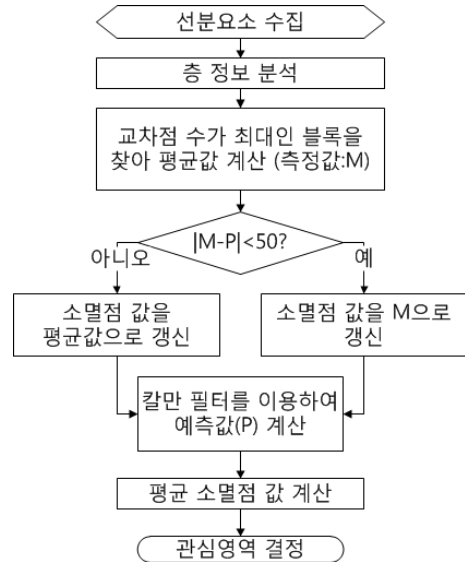 선분요소 수집
층 정보 분석
교차점 수가 최대인 블록을
찾아 평균값 계산 (측정값:M)
|M-P|<50?
아니오
예
소멸점 값을
평균값으로 갱신
소멸점 값을 M으로
갱신
칼만 필터를 이용하여
예측값(P) 계산
평균 소멸점 값 계산
관심영역 결정